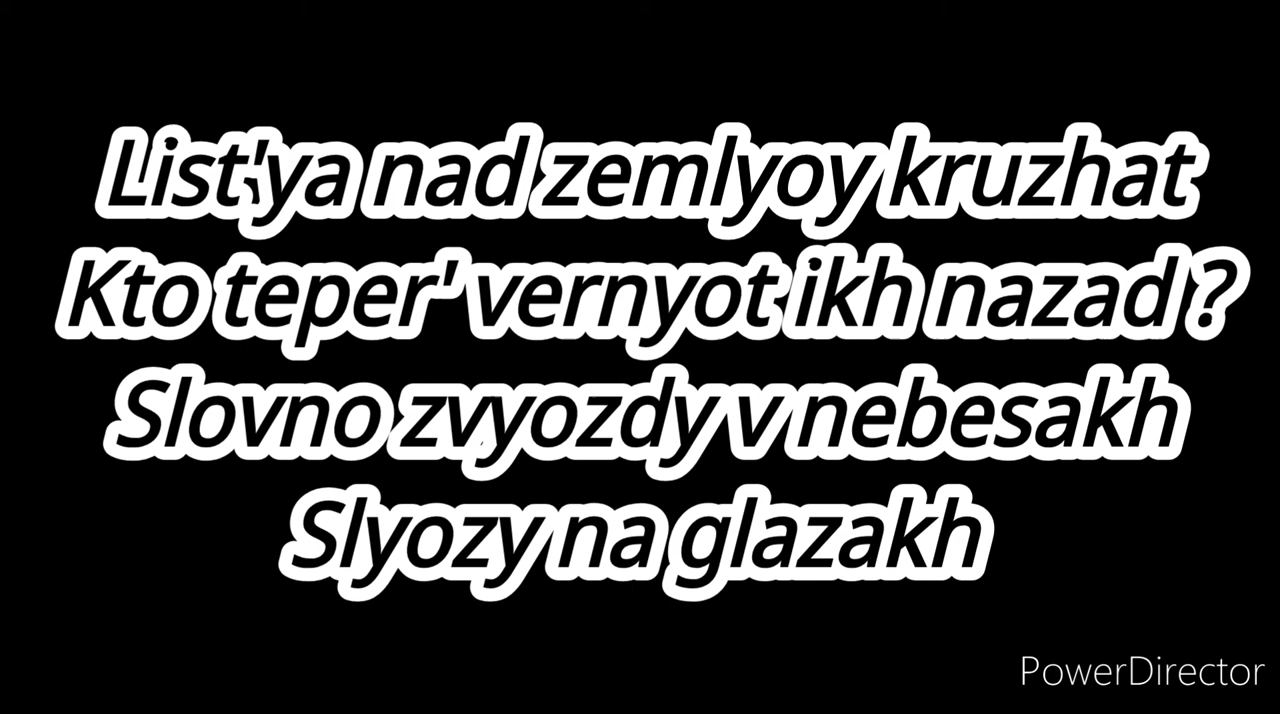 List'ya nad zemlyoy kruzhat
Kto teper' vernyot ikh nazad ?
Slovno zvyozdy v nebesakh
Slyozy na glazakh
PowerDirector